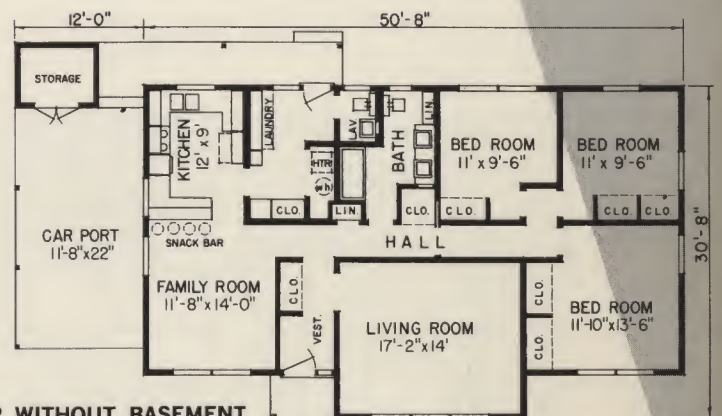 12'-0"
50'-8"
STORAGE
KITCHEN
12' x 9'
LAUNDRY
LAV
BATH
LIN.
BED ROOM
11' x 9'-6"
BED ROOM
11' x 9'-6"
HTR
wh
CLO.
LIN.
CLO.
CLO.
CLO.
CLO.
30'-8"
CAR PORT
11'-8"x22'
SNACK BAR
HALL
FAMILY ROOM
11'-8"x14'-0"
CLO.
VEST.
LIVING ROOM
17'-2"x14'
CLO.
CLO.
BED ROOM
11'-10"x13'-6"
WITHOUT BASEMENT